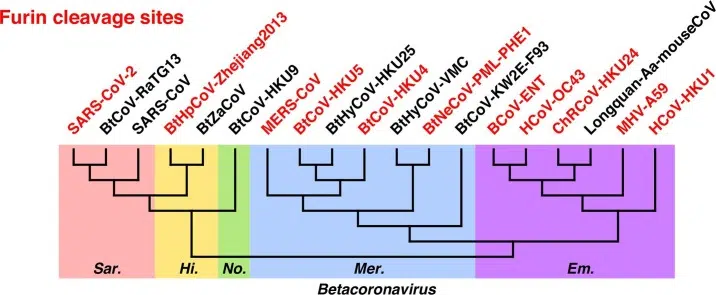 Furin cleavage sites
SARS-CoV-2
BtCoV-RaTG13
SARS-CoV
BtHpCoV-Zhejiang2013
BtZaCoV
BtCoV-HKU9
MERS-CoV
BtCoV-HKU5
BtHyCoV-HKU25
BtCoV-HKU4
BtHyCoV-VMC
BtNeCoV-PML-PHE1
BtCoV-KW2E-F93
BCoV-ENT
HCoV-OC43
ChRCoV-HKU24
Longquan-Aa-mouseCoV
MHV-A59
HCoV-HKU1
Sar. Hi. No. Mer. Em.
Betacoronavirus